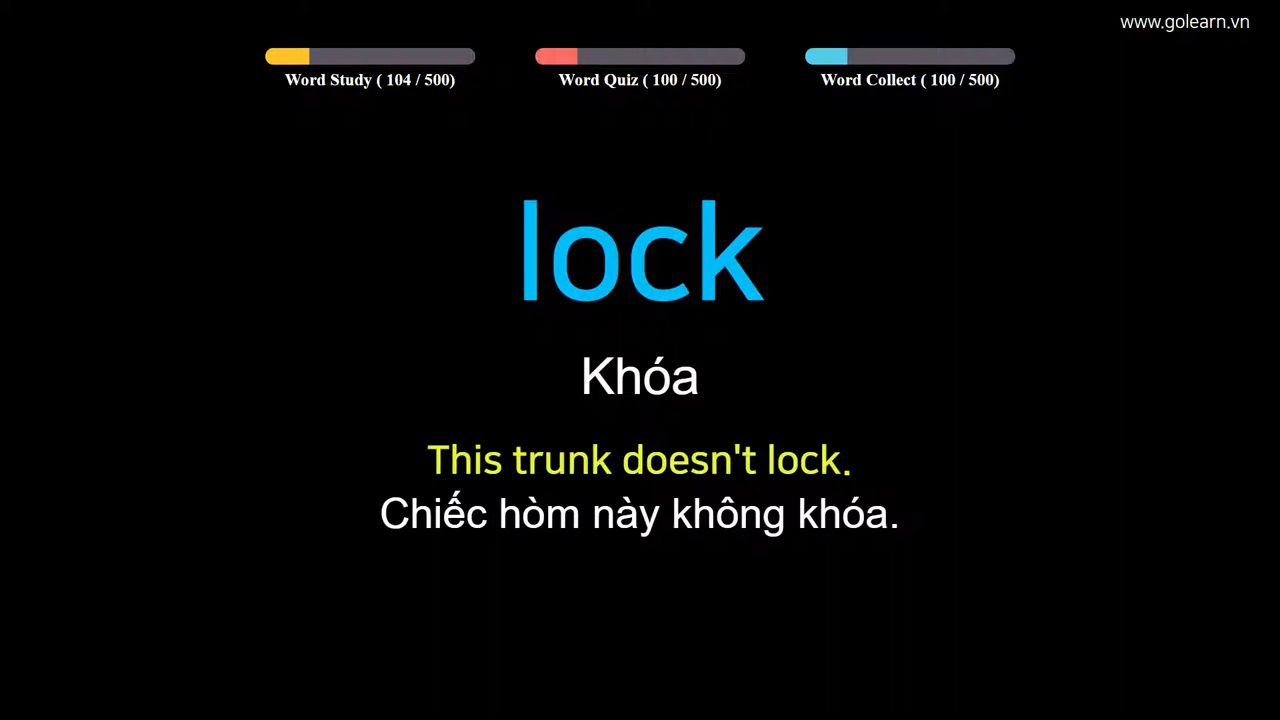 www.golearn.vn
Word Study ( 104 / 500)
Word Quiz ( 100 / 500)
Word Collect ( 100 / 500)
lock
Khóa
This trunk doesn't lock.
Chiếc hòm này không khóa.